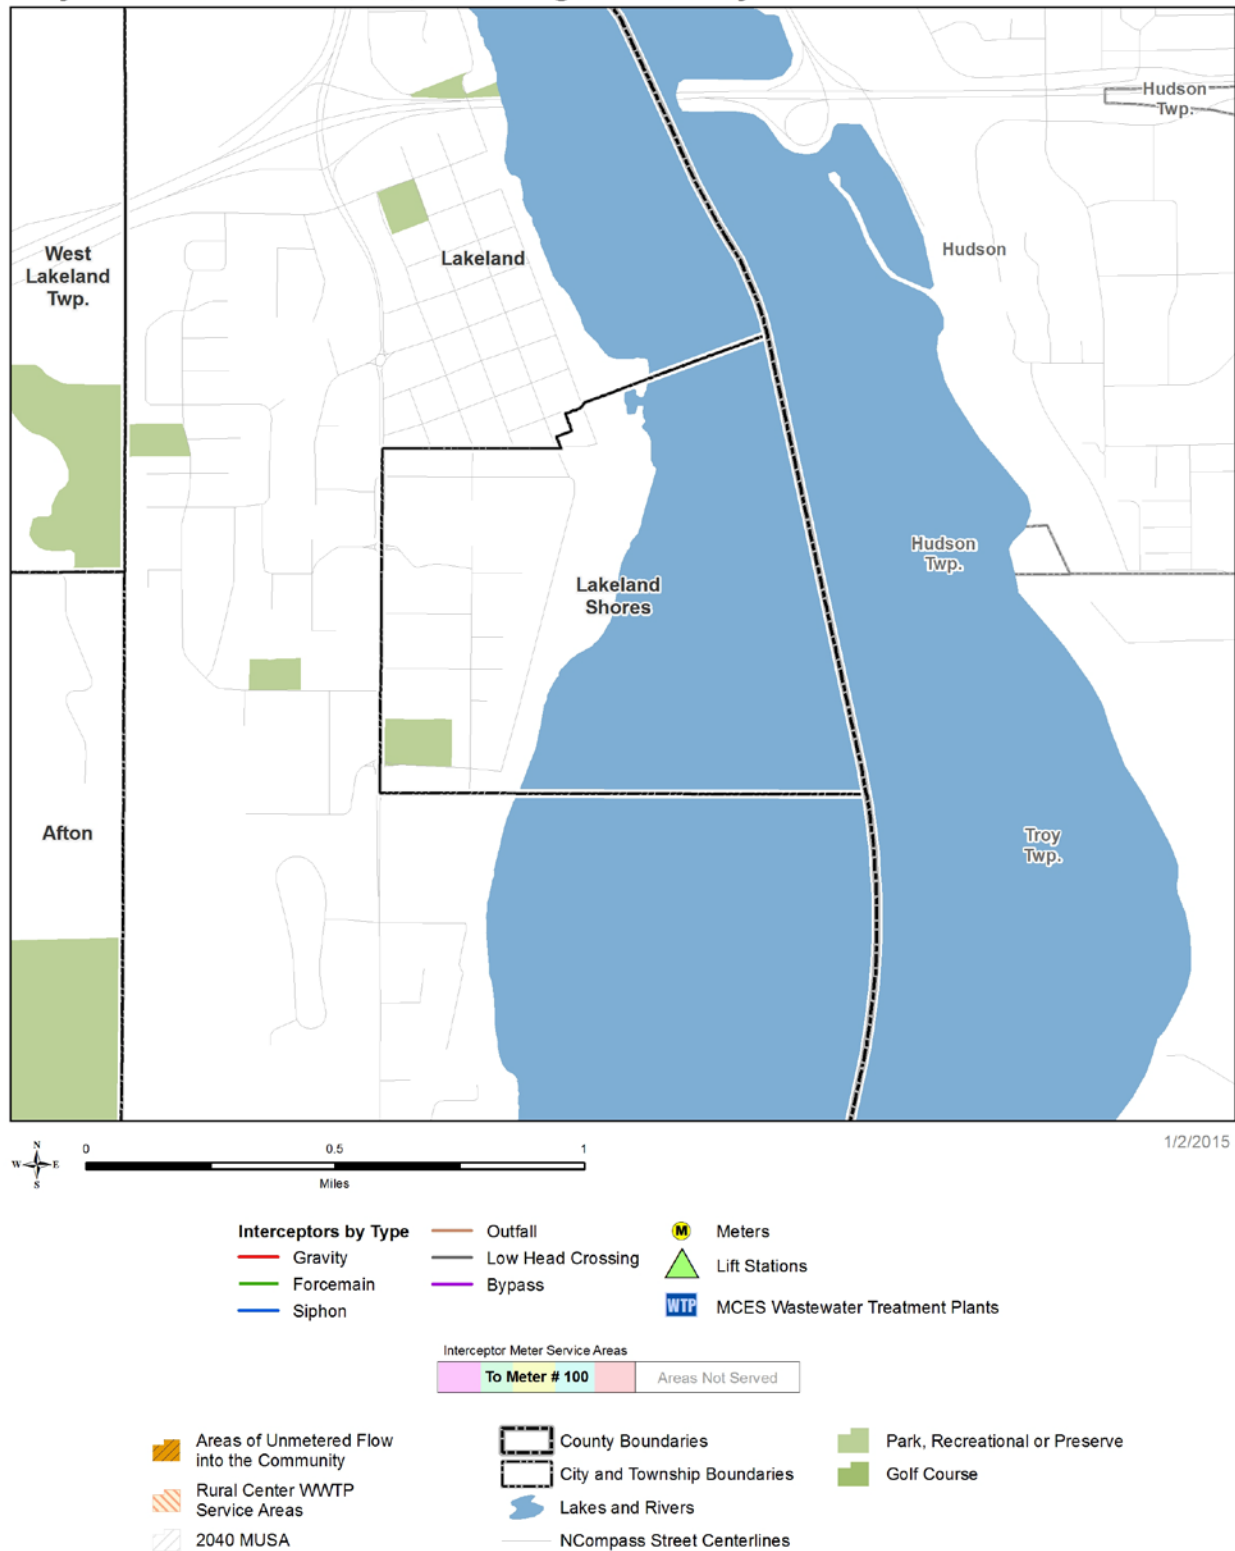 Hudson
Twp.
West
Lakeland
Twp.
Lakeland
Hudson
Hudson
Twp.
Lakeland
Shores
Afton
Troy
Twp.
1/2/2015
N
W E
S
0 0.5 1
Miles
Interceptors by Type
Gravity
Forcemain
Siphon
Outfall
Low Head Crossing
Bypass
M Meters
Lift Stations
WTP MCES Wastewater Treatment Plants
Interceptor Meter Service Areas
To Meter # 100 Areas Not Served
Areas of Unmetered Flow
into the Community
Rural Center WWTP
Service Areas
2040 MUSA
County Boundaries
City and Township Boundaries
Lakes and Rivers
NCompass Street Centerlines
Park, Recreational or Preserve
Golf Course